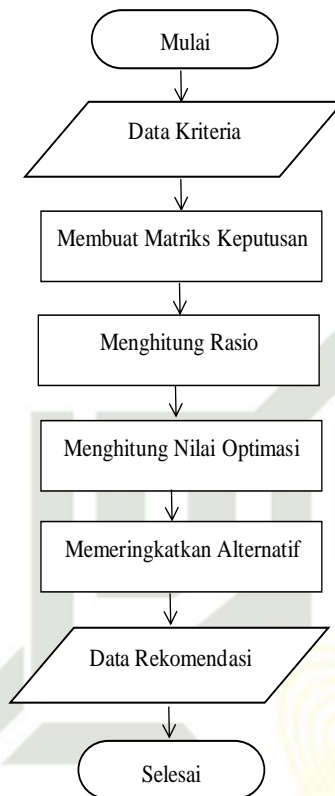 Mulai
Data Kriteria
Membuat Matriks Keputusan
Menghitung Rasio
Menghitung Nilai Optimasi
Memeringkatkan Alternatif
Data Rekomendasi
Selesai